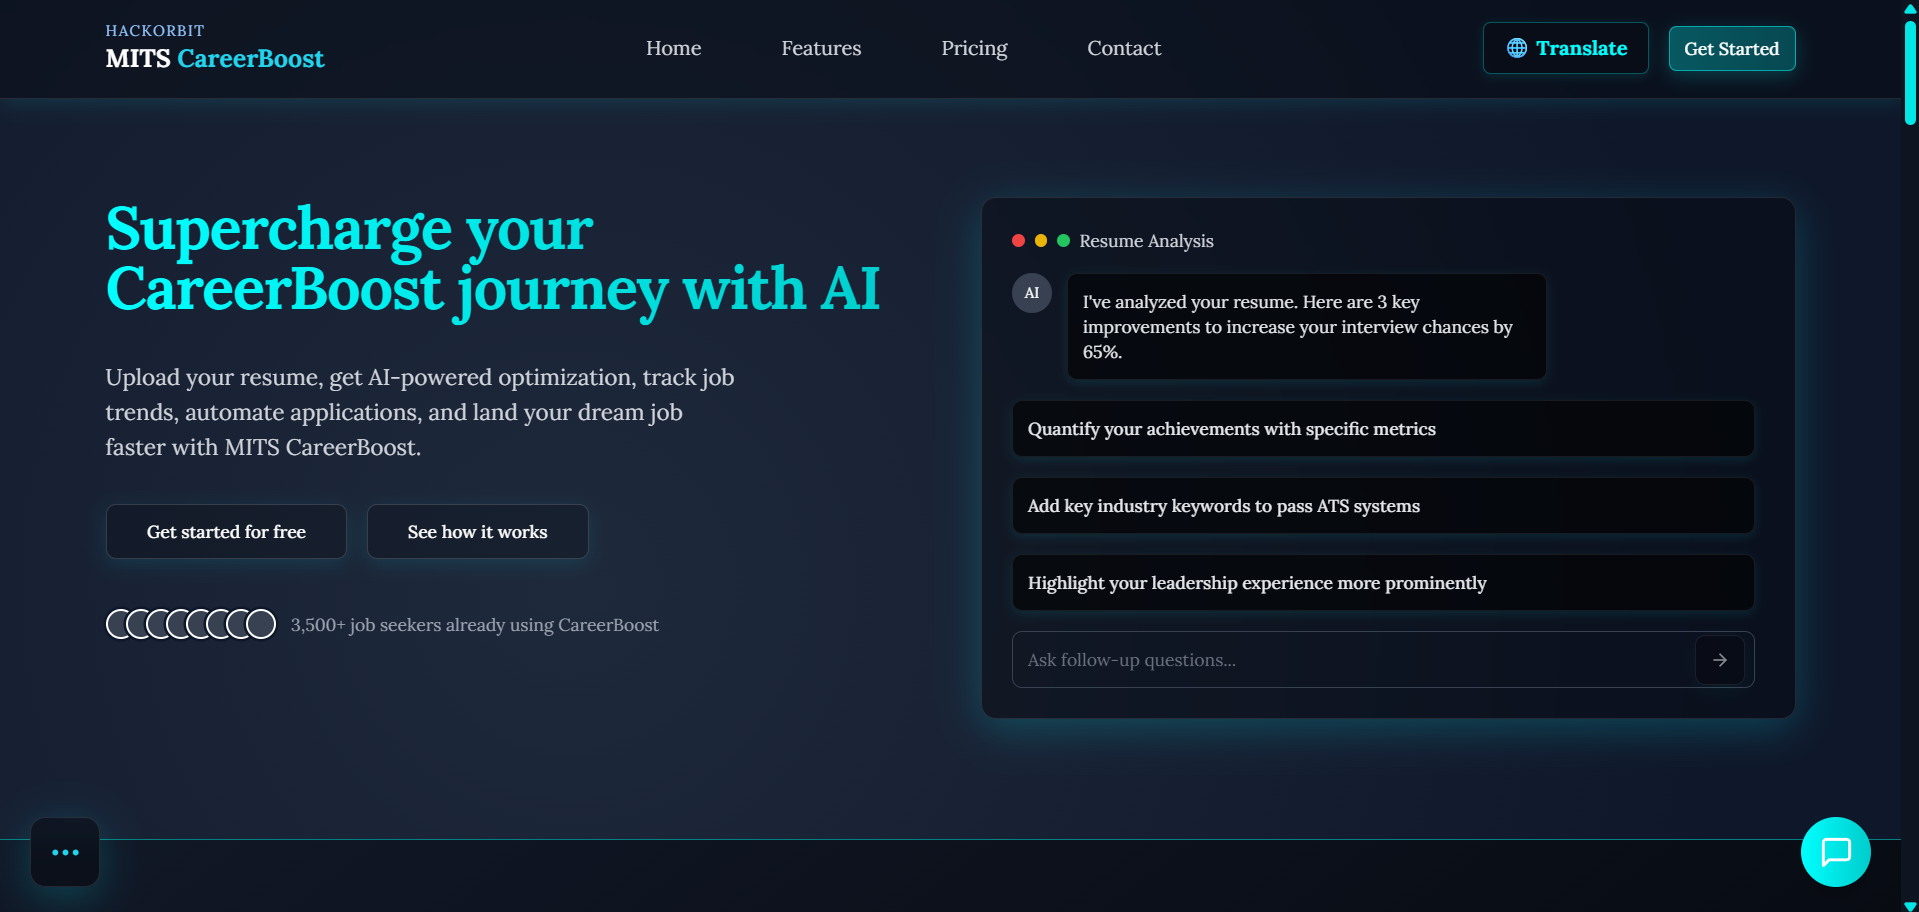 HACKORBIT
MITS CareerBoost
Home
Features
Pricing
Contact
Translate
Get Started
Supercharge your
CareerBoost journey with AI
Upload your resume, get AI-powered optimization, track job
trends, automate applications, and land your dream job
faster with MITS CareerBoost.
Get started for free
See how it works
3,500+ job seekers already using CareerBoost
Resume Analysis
AI
I've analyzed your resume. Here are 3 key
improvements to increase your interview chances by
65%.
Quantify your achievements with specific metrics
Add key industry keywords to pass ATS systems
Highlight your leadership experience more prominently
Ask follow-up questions...